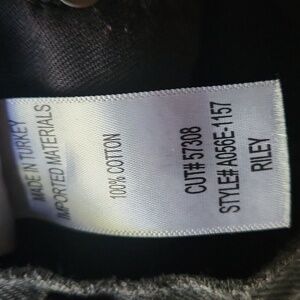 MADE IN TURKEY
IMPORTED MATERIALS
100% COTTON
CUT# 57308
STYLE# A056E-1157
RILEY